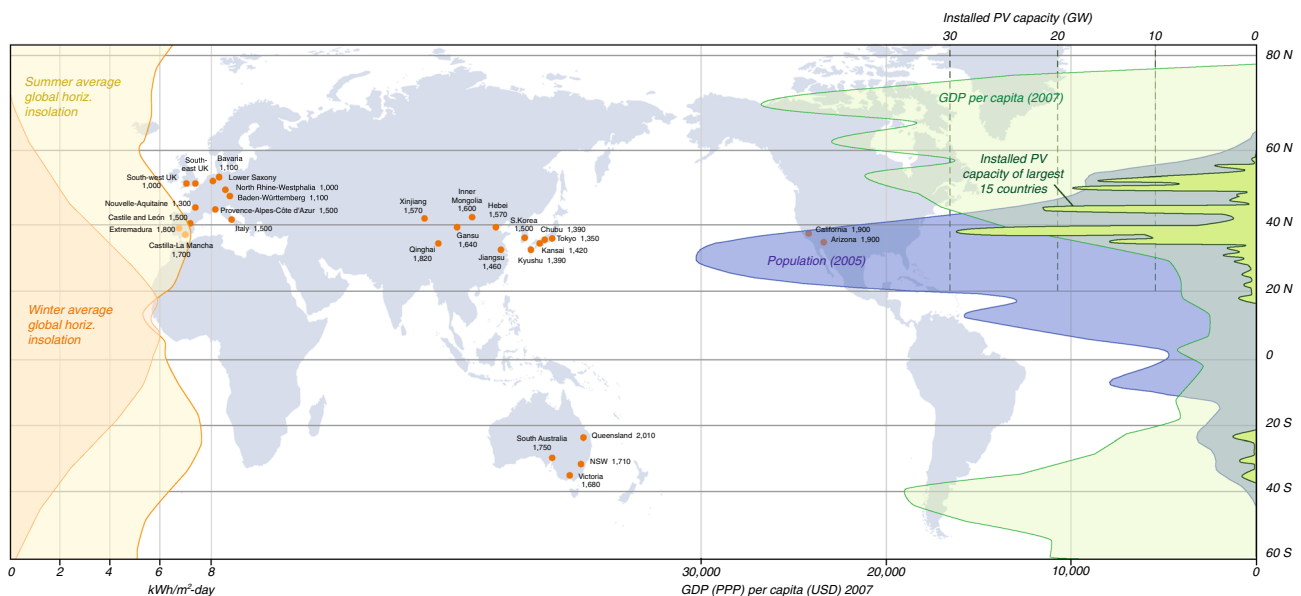 Installed PV capacity (GW)
30 20 10 0
80 N
Summer average
global horiz.
insolation
GDP per capita (2007)
60 N
South-
east UK
Bavaria
1,100
Installed PV
capacity of largest
15 countries
South-west UK
1,000
Lower Saxony
North Rhine-Westphalia 1,000
Baden-Württemberg 1,100
Nouvelle-Aquitaine 1,300
Provence-Alpes-Côte d'Azur 1,500
Castile and León 1,500
Extremadura 1,800
Italy 1,500
Castilla-La Mancha
1,700
Xinjiang
1,570
Inner
Mongolia
1,600
Hebei
1,570
S.Korea
1,500
Chubu 1,390
Tokyo 1,350
Kansai 1,420
Kyushu 1,390
Gansu
1,640
Qinghai
1,820
Jiangsu
1,460
California 1,900
Arizona 1,900
40 N
Population (2005)
20 N
Winter average
global horiz.
insolation
0
20 S
South Australia
1,750
Queensland 2,010
NSW 1,710
Victoria
1,680
40 S
60 S
0 2 4 6 8 30,000 20,000 10,000 0
kWh/m²-day
GDP (PPP) per capita (USD) 2007